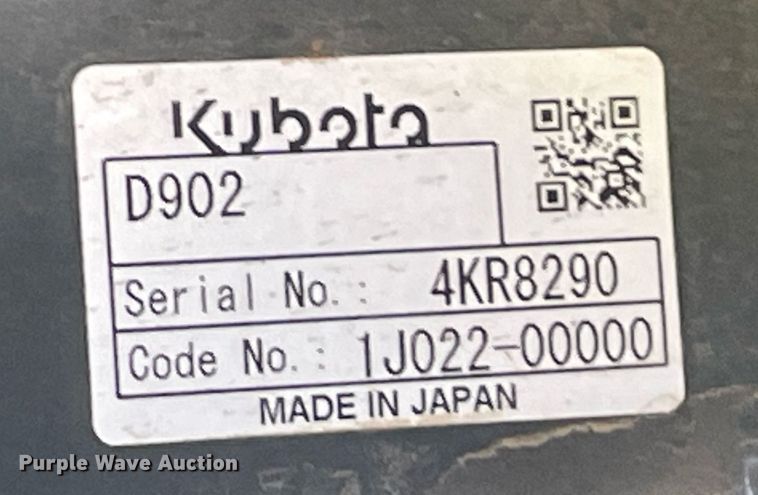 Kubota
D902
Serial No.: 4KR8290
Code No.: 1J022-00000
MADE IN JAPAN
Purple Wave Auction